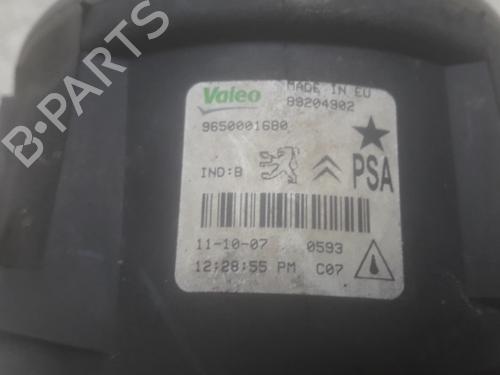 Valeo
MADE IN EU
89204902
9650001680
IND:B
PSA
11-10-07 0593
12:28:55 PM C07
B-PARTS